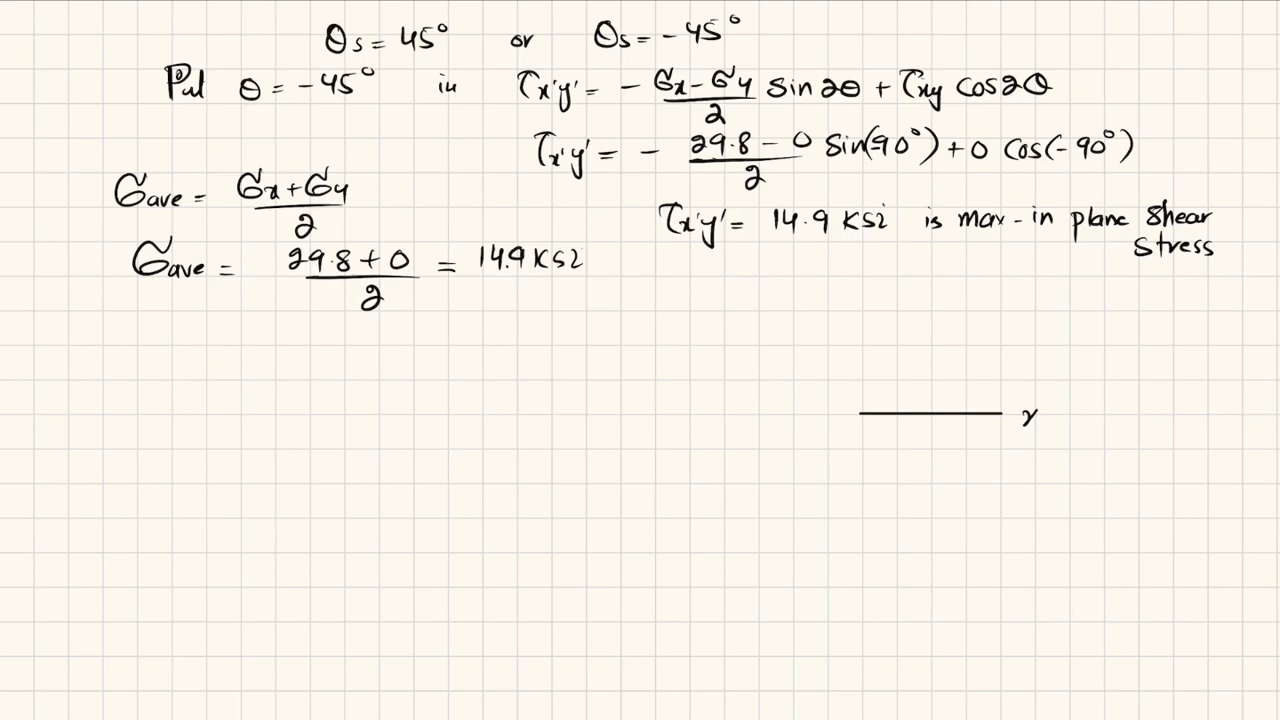 θs = 45° or θs = -45°
Put θ = -45° in τx'y' = - (σx - σy)/2 sin 2θ + τxy cos 2θ
τx'y' = - (29.8 - 0)/2 sin(-90°) + 0 cos(-90°)
σave = (σx + σy)/2
τx'y' = 14.9 ksi is max-in plane shear
stress
σave = (29.8 + 0)/2 = 14.9 ksi
x